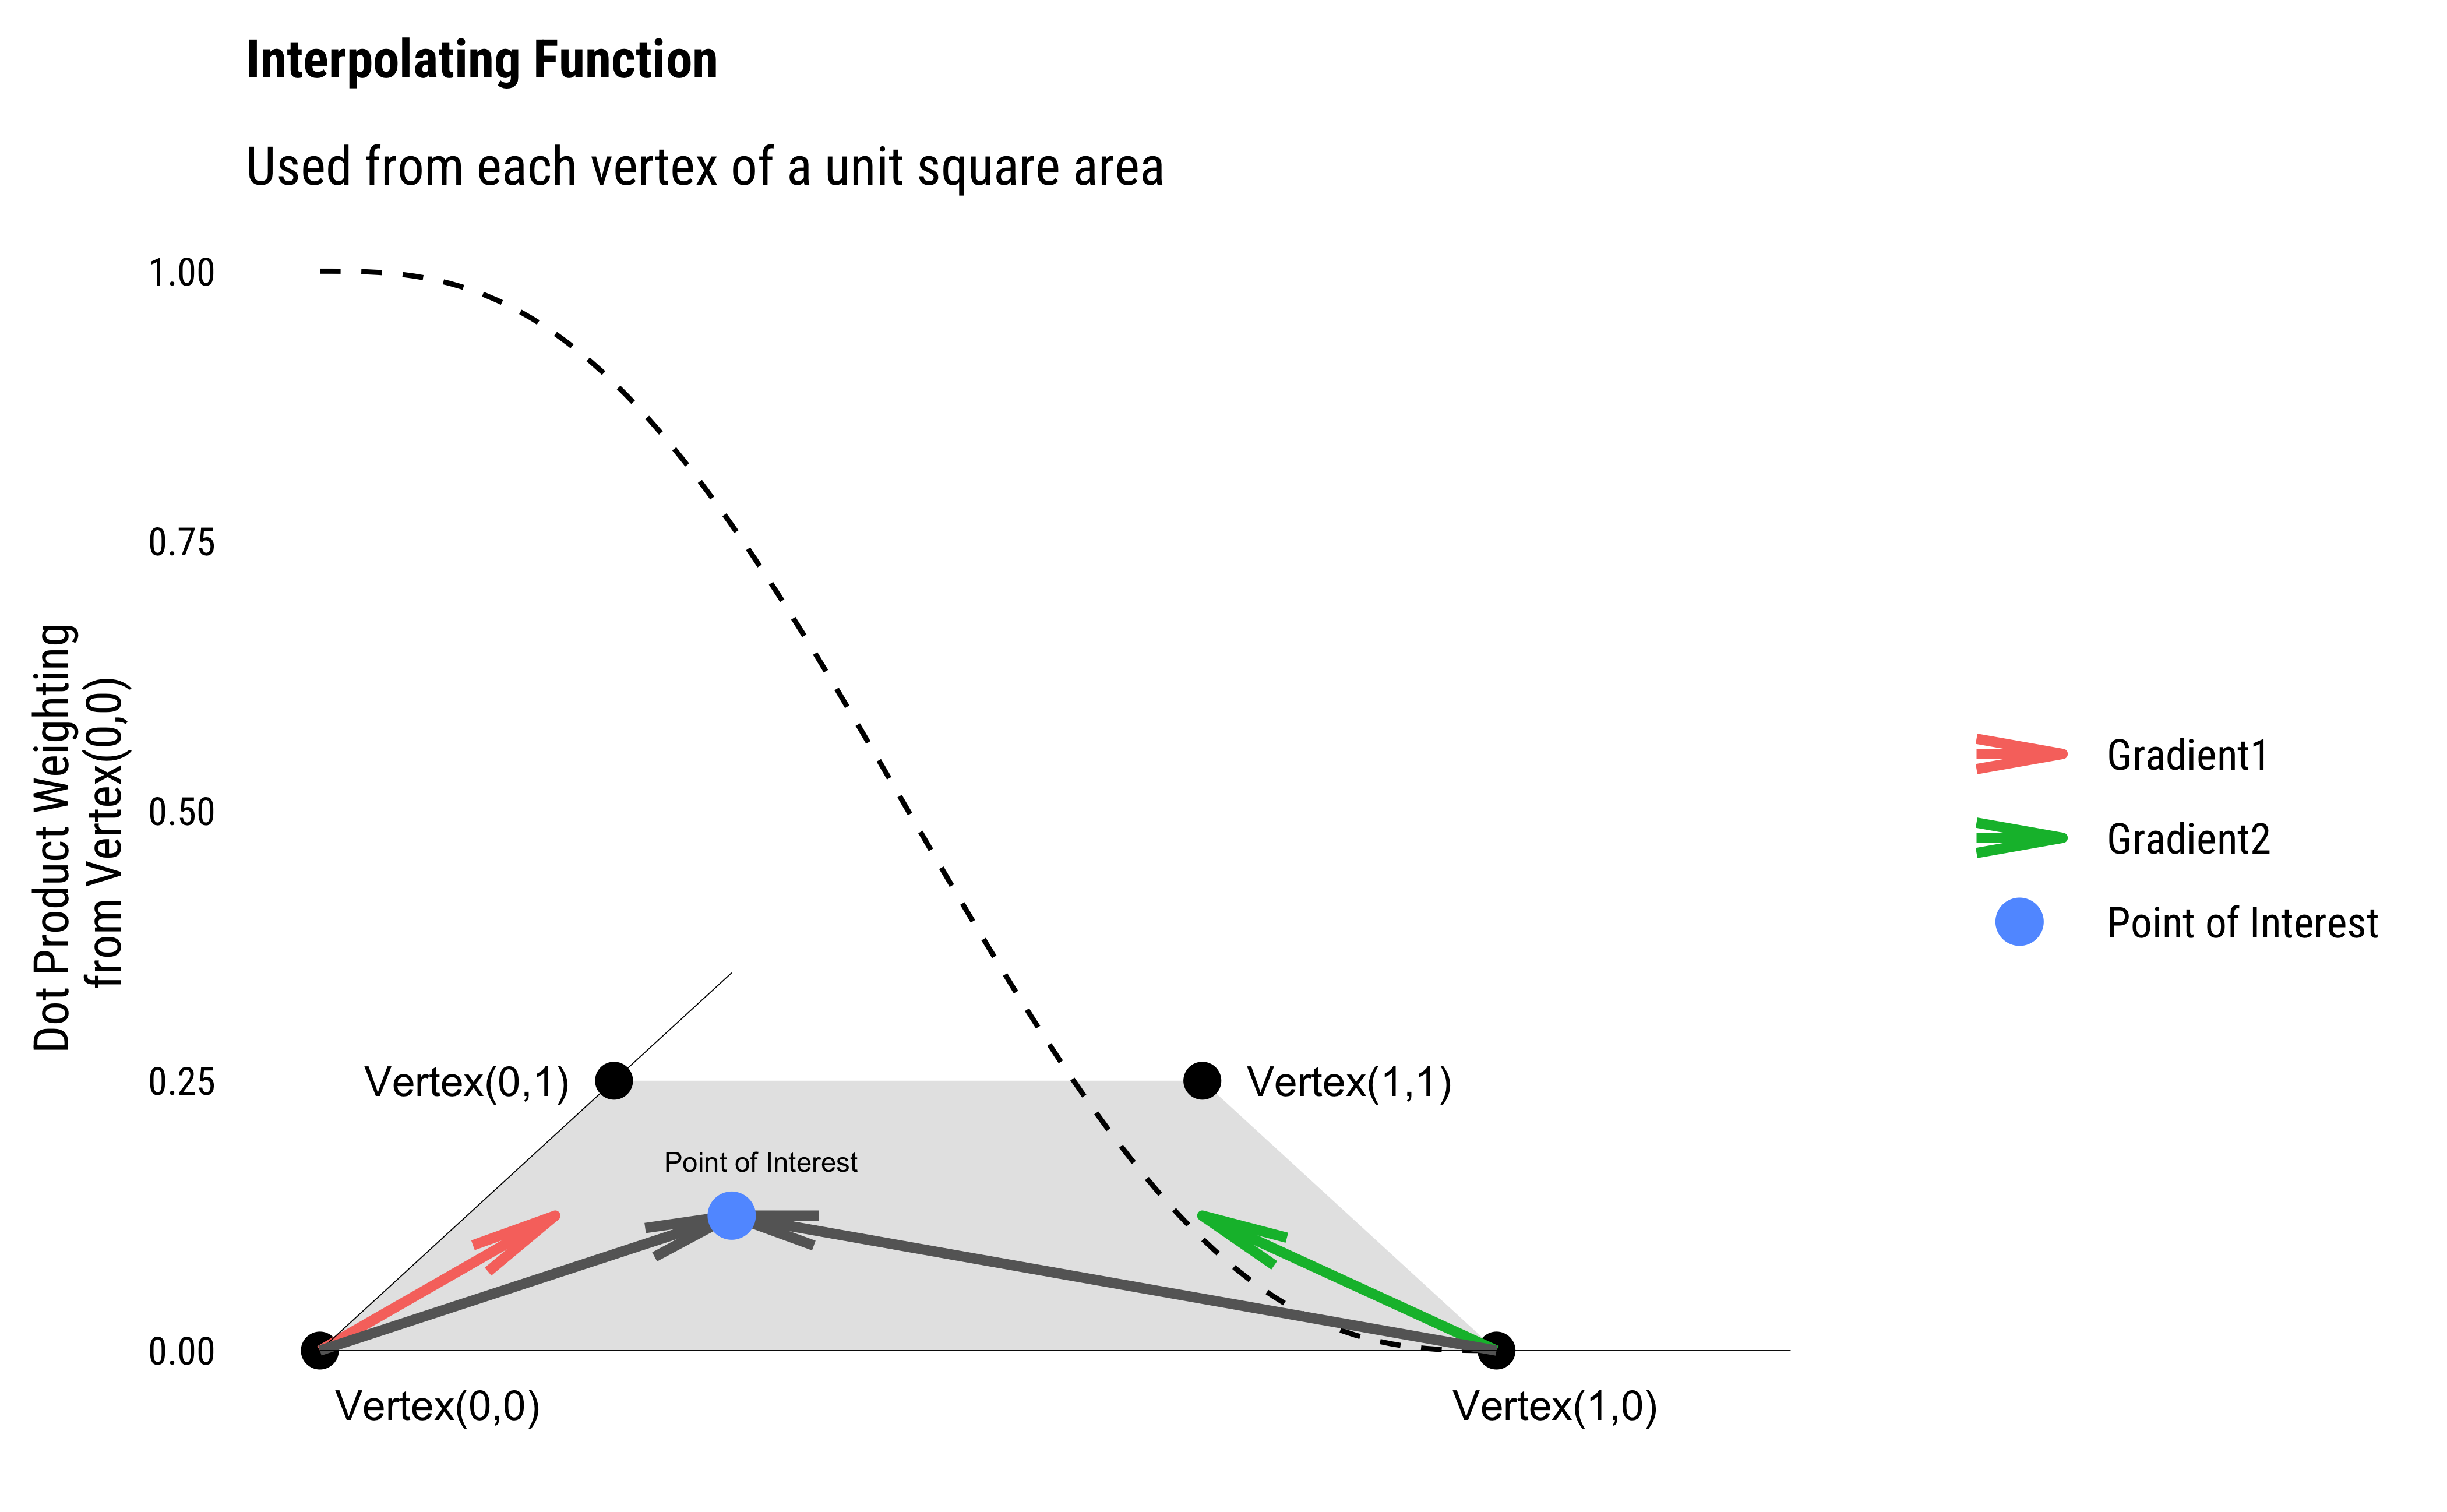 Interpolating Function
Used from each vertex of a unit square area
1.00
0.75
0.50
0.25
0.00
Dot Product Weighting
from Vertex(0,0)
Vertex(0,1)
Vertex(1,1)
Point of Interest
Vertex(0,0)
Vertex(1,0)
Gradient1
Gradient2
Point of Interest